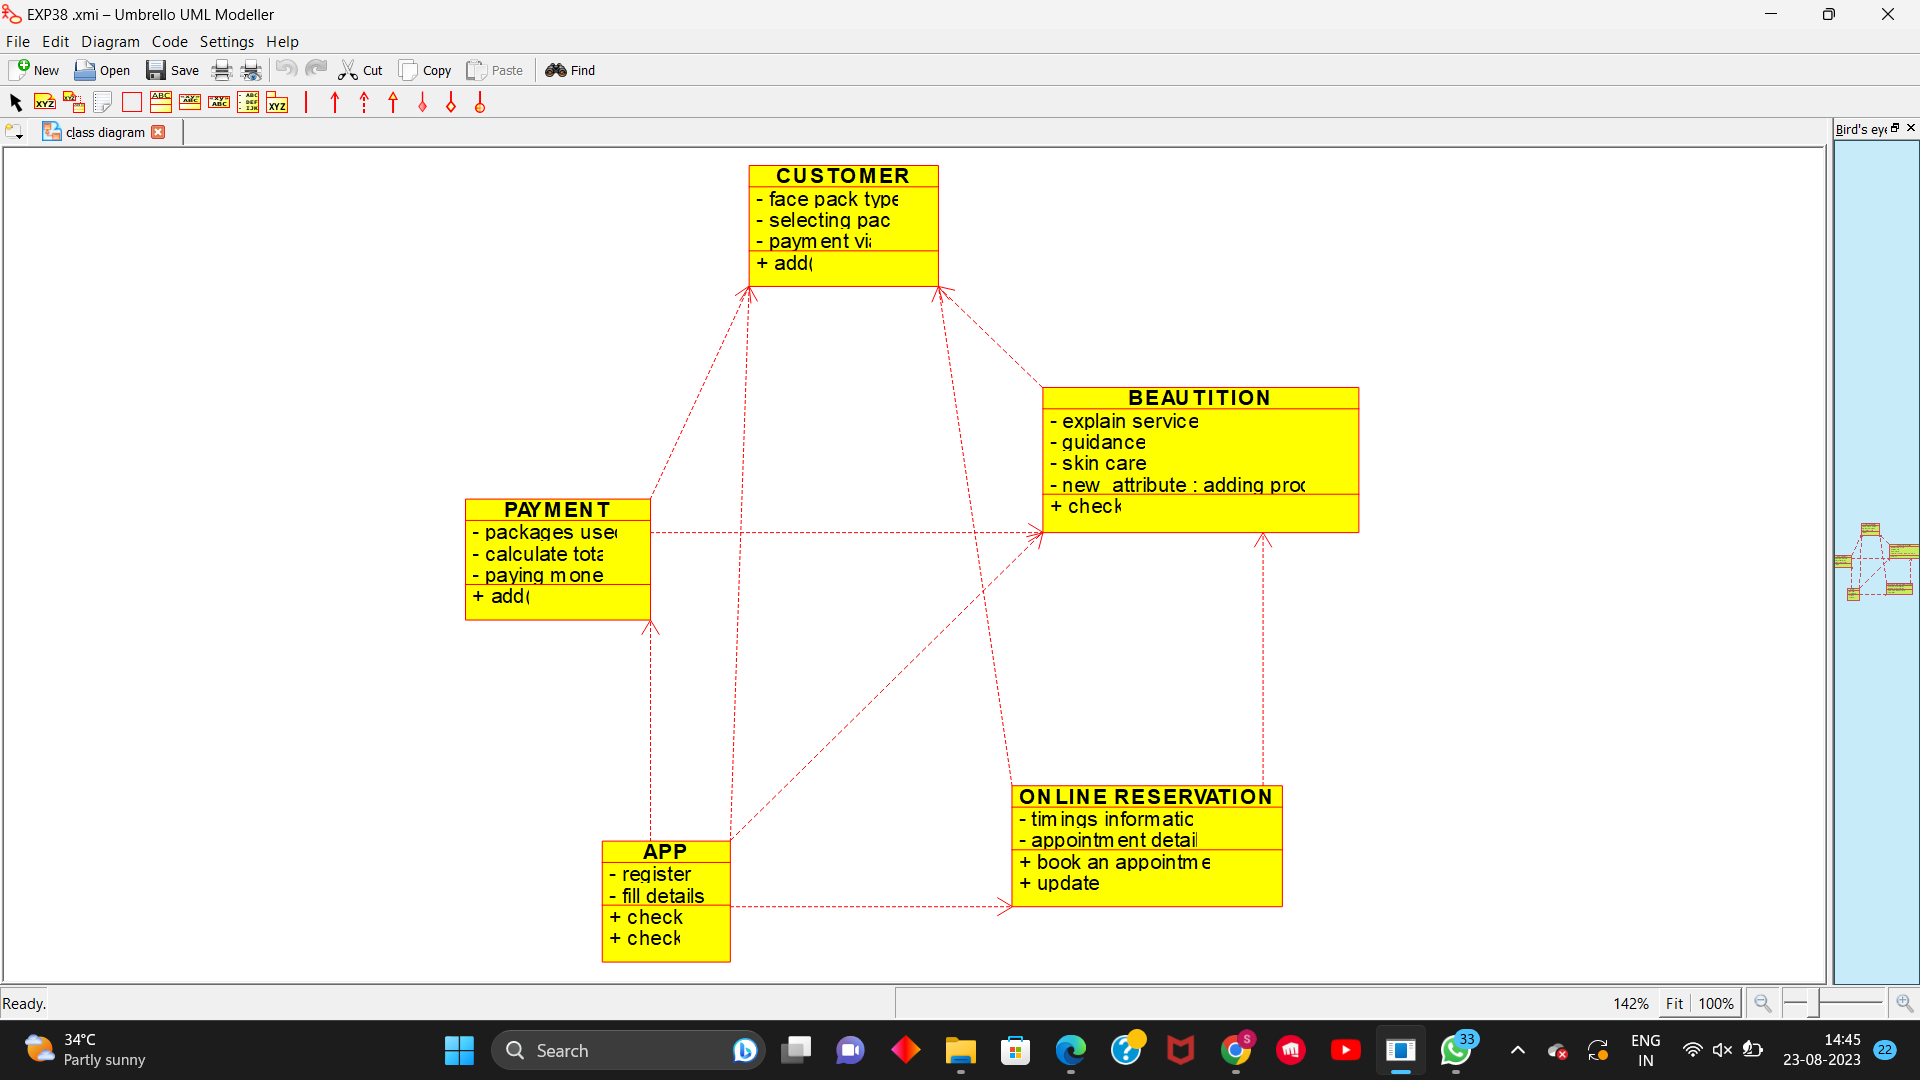 EXP38 .xmi – Umbrello UML Modeller
File Edit Diagram Code Settings Help
New Open Save Cut Copy Paste Find
class diagram
Bird's eye
CUSTOMER
- face pack type
- selecting pac
- payment via
+ add(
BEAUTITION
- explain service
- guidance
- skin care
- new_attribute : adding proc
+ check
PAYMENT
- packages used
- calculate tota
- paying mone
+ add(
ONLINE RESERVATION
- timings informatic
- appointment detail
+ book an appointme
+ update
APP
- register
- fill details
+ check
+ check
Ready.
142% Fit 100%
34°C
Partly sunny
Search
33
ENG
IN
14:45
23-08-2023
22